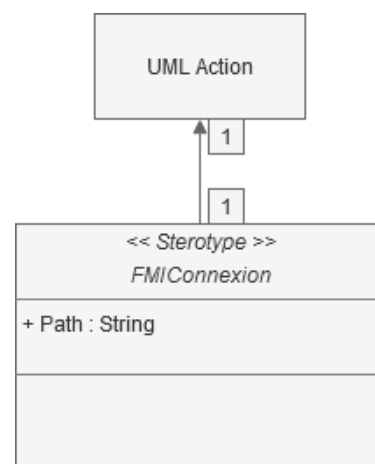 UML Action
1
1
<< Sterotype >>
FMIConnexion
+ Path : String